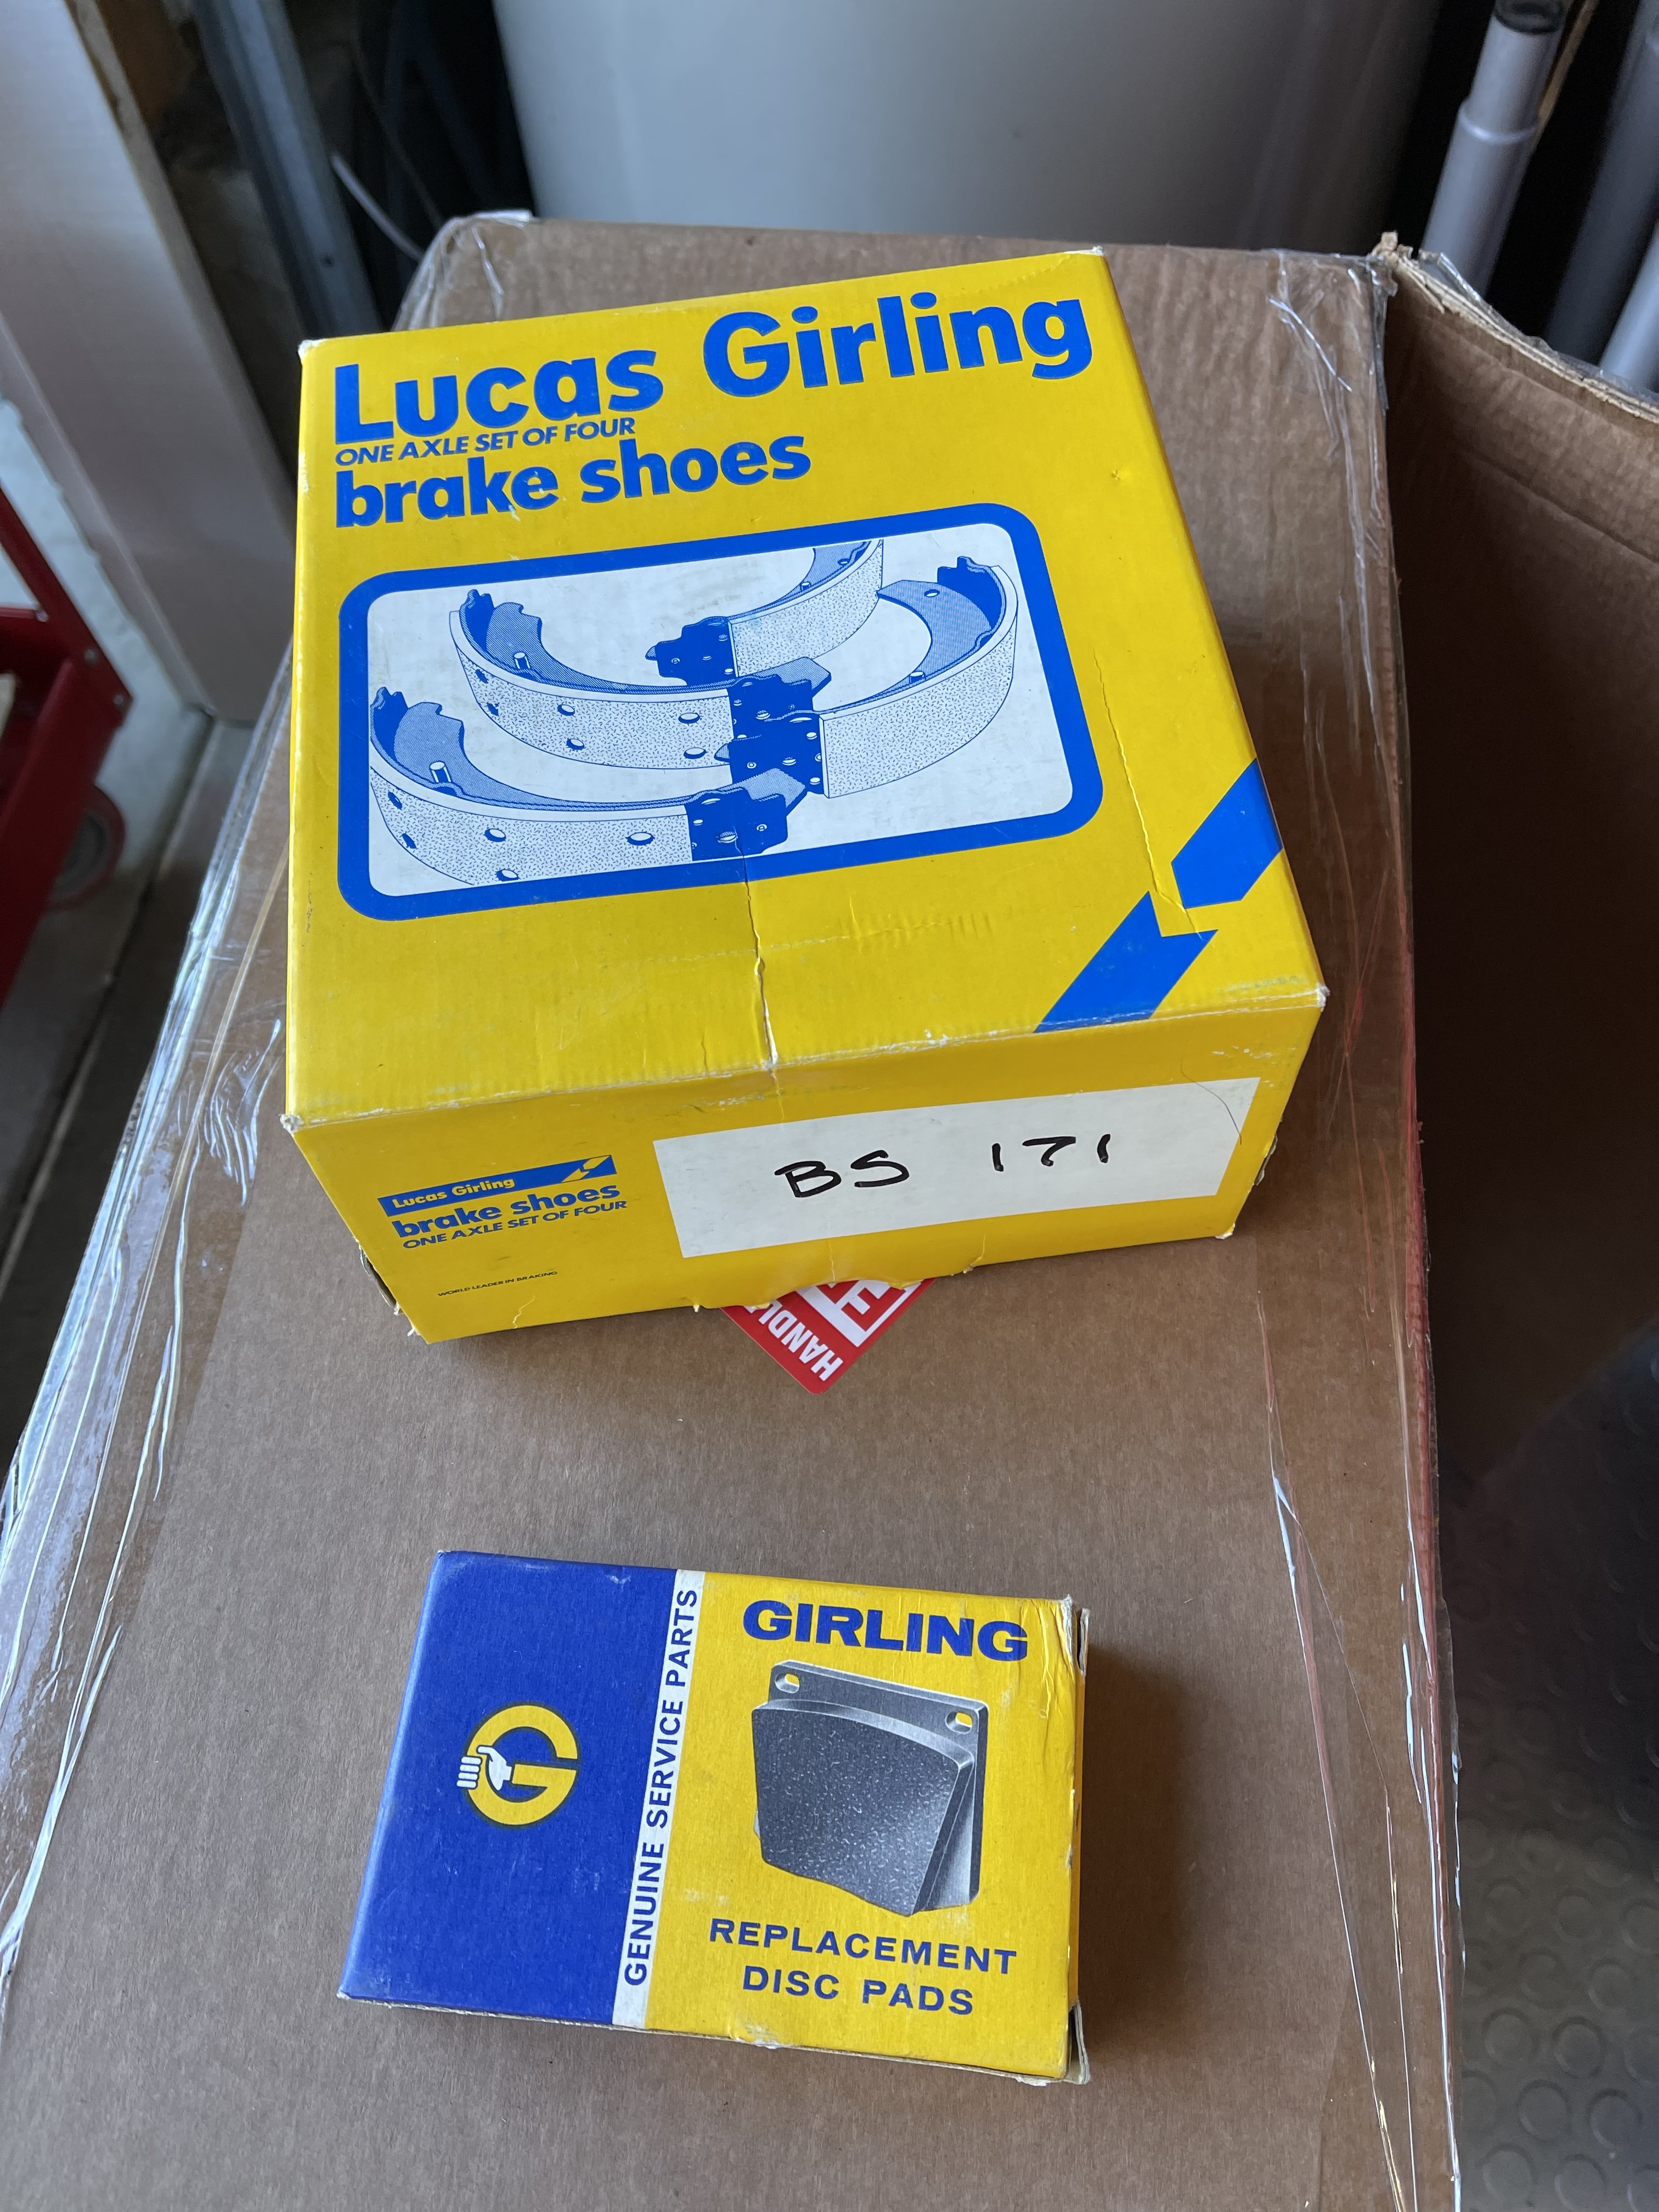 Lucas Girling
ONE AXLE SET OF FOUR
brake shoes
Lucas Girling
brake shoes
ONE AXLE SET OF FOUR
WORLD LEADER IN BRAKING
BS 171
HANDL
GENUINE SERVICE PARTS
GIRLING
REPLACEMENT
DISC PADS